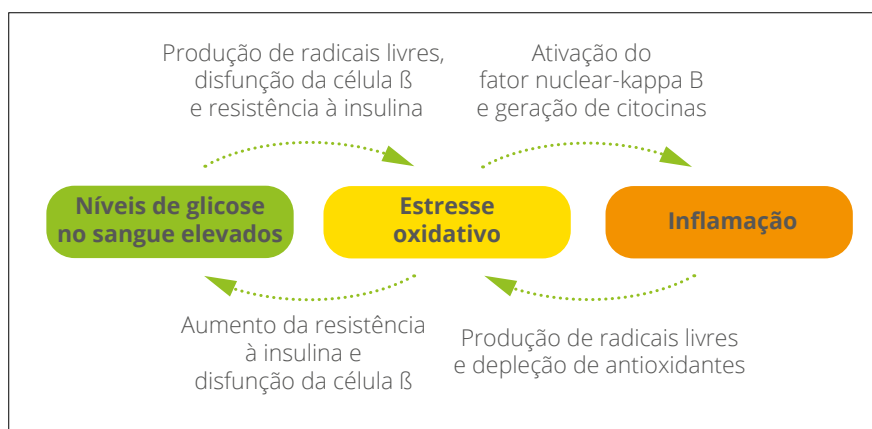 Produção de radicais livres,
disfunção da célula ß
e resistência à insulina
Ativação do
fator nuclear-kappa B
e geração de citocinas
Níveis de glicose
no sangue elevados
Estresse
oxidativo
Inflamação
Aumento da resistência
à insulina e
disfunção da célula ß
Produção de radicais livres
e depleção de antioxidantes